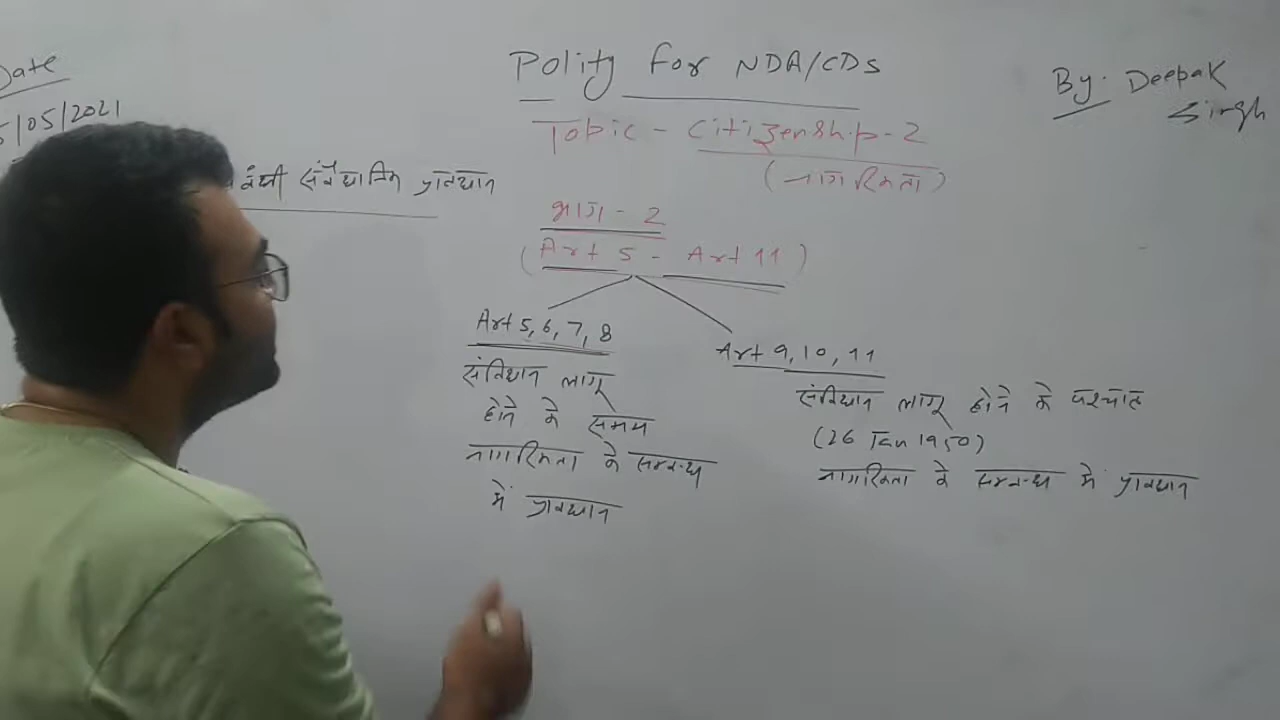 Date
5/05/2021
Polity for NDA/CDS
By: Deepak
Singh
Topic - Citizenship-2
(नागरिकता)
संवैधानिक प्रावधान
भाग - 2
(Art 5 - Art 11)
Art 5, 6, 7, 8
संविधान लागू
होने के समय
नागरिकता के सम्बन्ध
में प्रावधान
Art 9, 10, 11
संविधान लागू होने के पश्चात
(26 Jan 1950)
नागरिकता के सम्बन्ध में प्रावधान